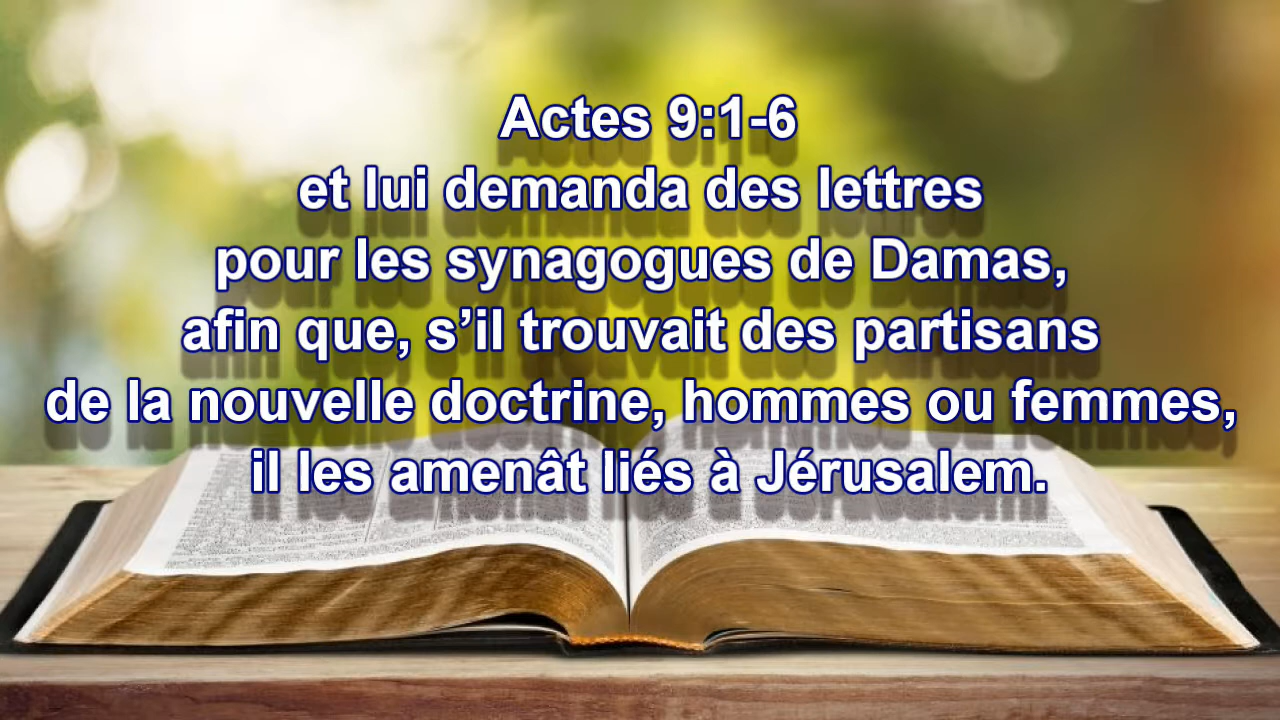 Actes 9:1-6
et lui demanda des lettres
pour les synagogues de Damas,
afin que, s’il trouvait des partisans
de la nouvelle doctrine, hommes ou femmes,
il les amenât liés à Jérusalem.